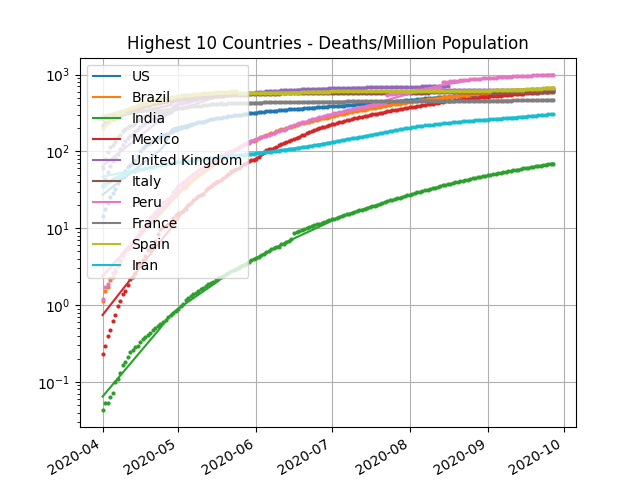 Highest 10 Countries - Deaths/Million Population
US
Brazil
India
Mexico
United Kingdom
Italy
Peru
France
Spain
Iran
10³
10²
10¹
10⁰
10⁻¹
2020-04
2020-05
2020-06
2020-07
2020-08
2020-09
2020-10